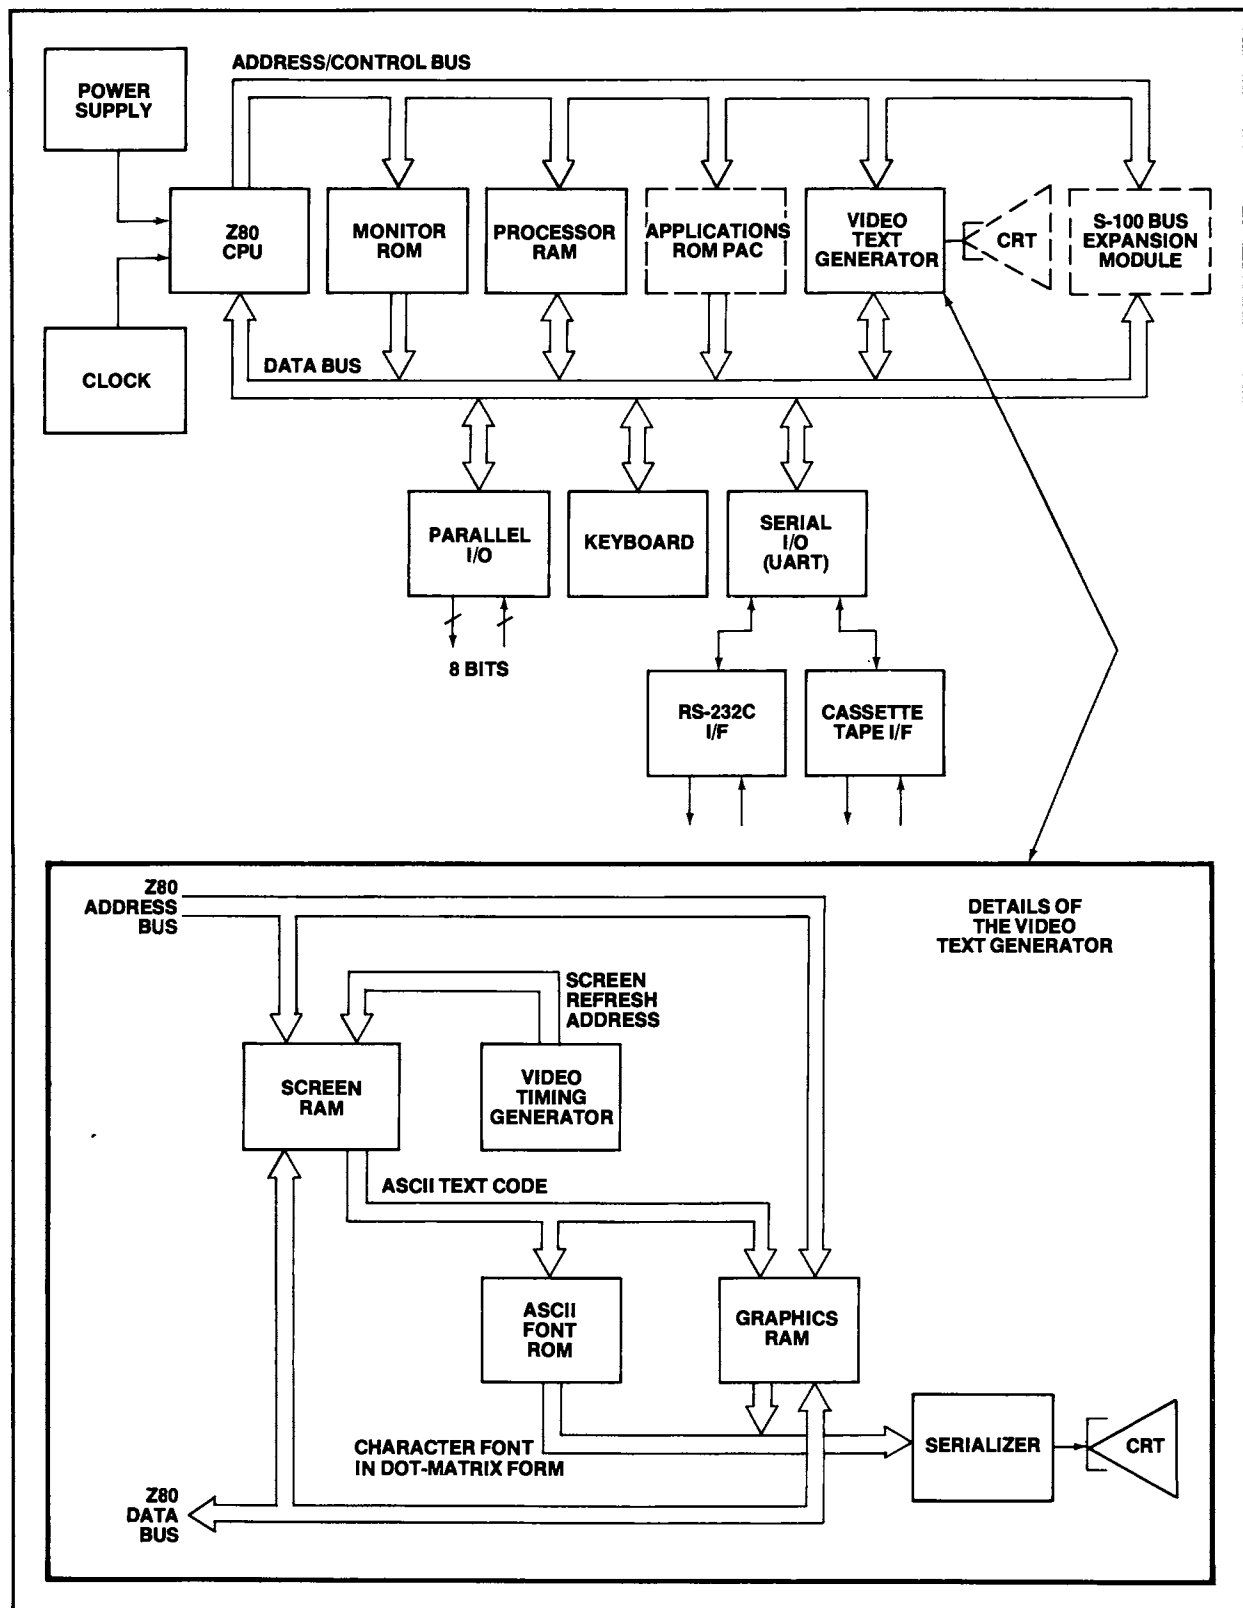 ADDRESS/CONTROL BUS
POWER
SUPPLY
Z80
CPU
MONITOR
ROM
PROCESSOR
RAM
APPLICATIONS
ROM PAC
VIDEO
TEXT
GENERATOR
CRT
S-100 BUS
EXPANSION
MODULE
CLOCK
DATA BUS
PARALLEL
I/O
KEYBOARD
SERIAL
I/O
(UART)
8 BITS
RS-232C
I/F
CASSETTE
TAPE I/F
Z80
ADDRESS
BUS
DETAILS OF
THE VIDEO
TEXT GENERATOR
SCREEN
REFRESH
ADDRESS
SCREEN
RAM
VIDEO
TIMING
GENERATOR
ASCII TEXT CODE
ASCII
FONT
ROM
GRAPHICS
RAM
CHARACTER FONT
IN DOT-MATRIX FORM
SERIALIZER
CRT
Z80
DATA
BUS